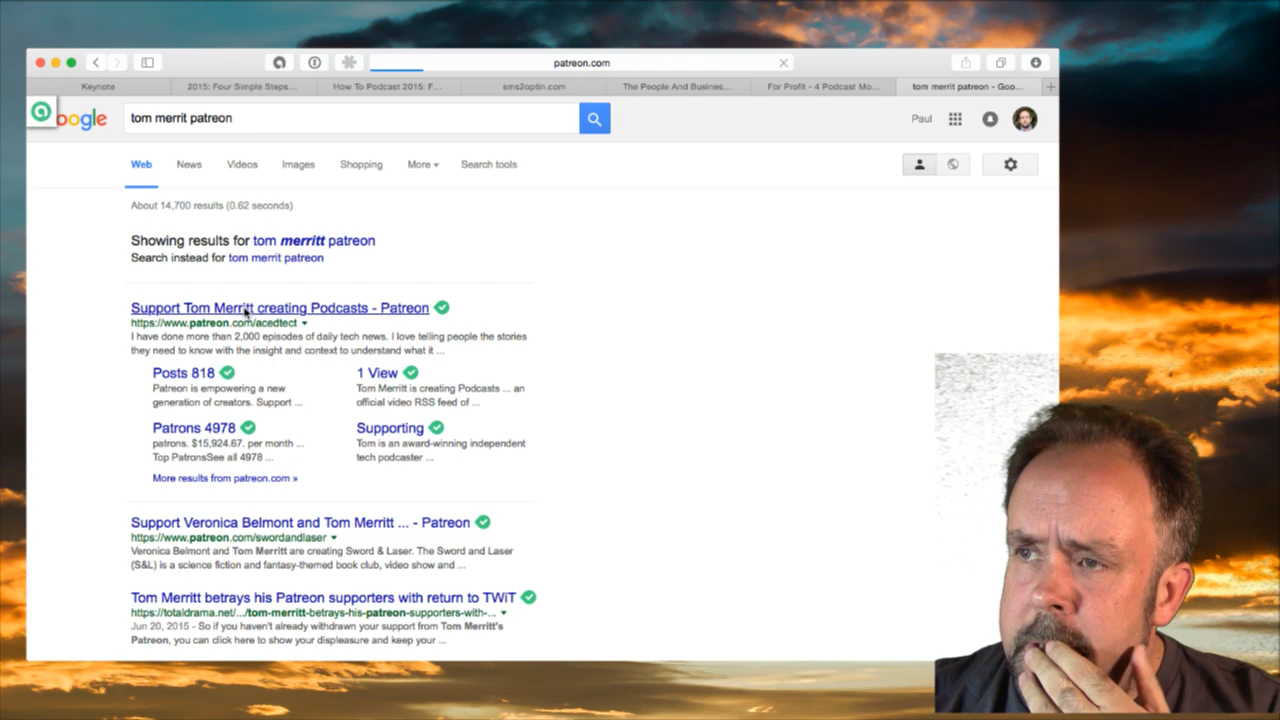 patreon.com
Keynote
2015: Four Simple Steps...
How To Podcast 2015: F...
sms2optin.com
The People And Business...
For Profit - 4 Podcast Mo...
tom merrit patreon - Goo...
oogle
tom merrit patreon
Paul
Web
News
Videos
Images
Shopping
More
Search tools
About 14,700 results (0.62 seconds)
Showing results for tom merritt patreon
Search instead for tom merrit patreon
Support Tom Merritt creating Podcasts - Patreon
https://www.patreon.com/acedtect
I have done more than 2,000 episodes of daily tech news. I love telling people the stories
they need to know with the insight and context to understand what it ...
Posts 818
Patreon is empowering a new
generation of creators. Support ...
1 View
Tom Merritt is creating Podcasts ... an
official video RSS feed of ...
Patrons 4978
patrons. $15,924.67. per month ...
Top PatronsSee all 4978 ...
Supporting
Tom is an award-winning independent
tech podcaster ...
More results from patreon.com »
Support Veronica Belmont and Tom Merritt ... - Patreon
https://www.patreon.com/swordandlaser
Veronica Belmont and Tom Merritt are creating Sword & Laser. The Sword and Laser
(S&L) is a science fiction and fantasy-themed book club, video show and ...
Tom Merritt betrays his Patreon supporters with return to TWiT
https://totaldrama.net/.../tom-merritt-betrays-his-patreon-supporters-with-...
Jun 20, 2015 - So if you haven't already withdrawn your support from Tom Merritt's
Patreon, you can click here to show your displeasure and keep your ...